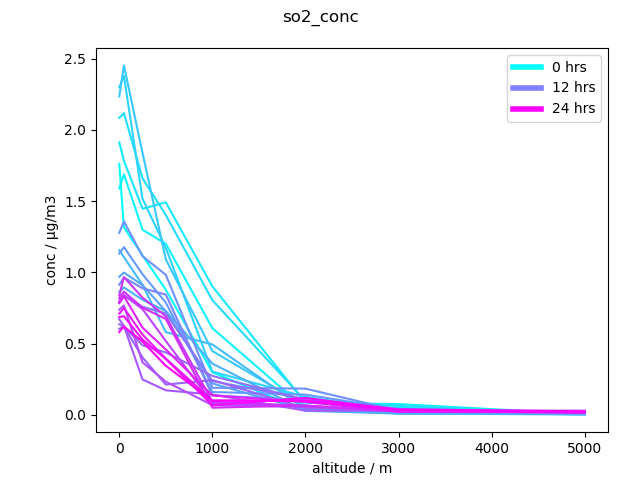 so2_conc
2.5
2.0
1.5
1.0
0.5
0.0
conc / µg/m3
0 hrs
12 hrs
24 hrs
0
1000
2000
3000
4000
5000
altitude / m